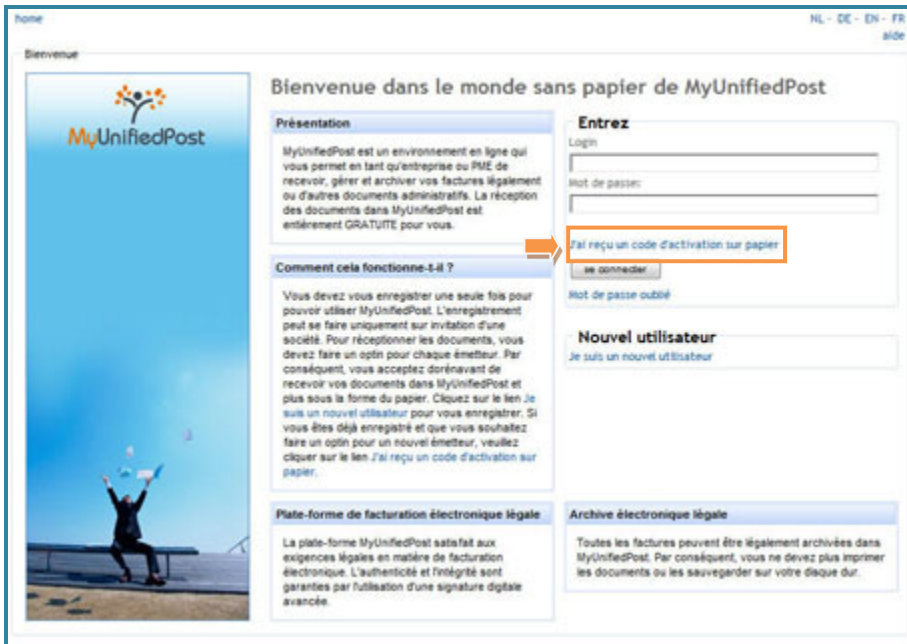 home
NL - DE - EN - FR
aide
Bienvenue
MyUnifiedPost
Bienvenue dans le monde sans papier de MyUnifiedPost
Présentation
MyUnifiedPost est un environnement en ligne qui
vous permet en tant qu'entreprise ou PME de
recevoir, gérer et archiver vos factures légalement
ou d'autres documents administratifs. La réception
des documents dans MyUnifiedPost est
entièrement GRATUITE pour vous.
Entrez
Login
Mot de passe:
J'ai reçu un code d'activation sur papier
se connecter
Mot de passe oublié
Comment cela fonctionne-t-il ?
Vous devez vous enregistrer une seule fois pour
pouvoir utiliser MyUnifiedPost. L'enregistrement
peut se faire uniquement sur invitation d'une
société. Pour réceptionner les documents, vous
devez faire un optin pour chaque émetteur. Par
conséquent, vous acceptez dorénavant de
recevoir vos documents dans MyUnifiedPost et
plus sous la forme du papier. Cliquez sur le lien Je
suis un nouvel utilisateur pour vous enregistrer. Si
vous êtes déjà enregistré et que vous souhaitez
faire un optin pour un nouvel émetteur, veuillez
cliquer sur le lien J'ai reçu un code d'activation sur
papier.
Nouvel utilisateur
Je suis un nouvel utilisateur
Plate-forme de facturation électronique légale
La plate-forme MyUnifiedPost satisfait aux
exigences légales en matière de facturation
électronique. L'authenticité et l'intégrité sont
garanties par l'utilisation d'une signature digitale
avancée.
Archive électronique légale
Toutes les factures peuvent être légalement archivées dans
MyUnifiedPost. Par conséquent, vous ne devez plus imprimer
les documents ou les sauvegarder sur votre disque dur.